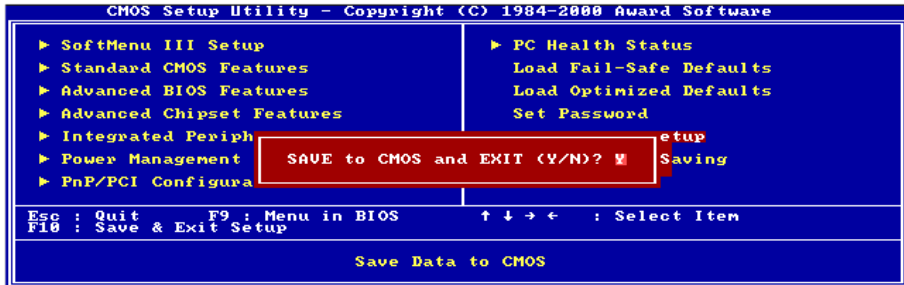 CMOS Setup Utility - Copyright (C) 1984-2000 Award Software
► SoftMenu III Setup
► Standard CMOS Features
► Advanced BIOS Features
► Advanced Chipset Features
► Integrated Periph
► Power Management
► PnP/PCI Configura
► PC Health Status
Load Fail-Safe Defaults
Load Optimized Defaults
Set Password
etup
Saving
SAVE to CMOS and EXIT (Y/N)? Y
Esc : Quit F9 : Menu in BIOS ↑ ↓ → ← : Select Item
F10 : Save & Exit Setup
Save Data to CMOS